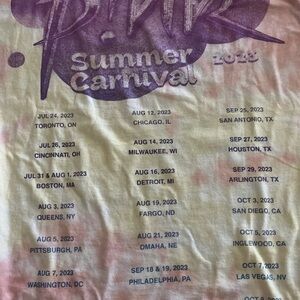 Summer
Carnival 2023
JUL 24, 2023
TORONTO, ON
JUL 26, 2023
CINCINNATI, OH
JUL 31 & AUG 1, 2023
BOSTON, MA
AUG 3, 2023
QUEENS, NY
AUG 5, 2023
PITTSBURGH, PA
AUG 7, 2023
WASHINGTON, DC
AUG 12, 2023
CHICAGO, IL
AUG 14, 2023
MILWAUKEE, WI
AUG 16, 2023
DETROIT, MI
AUG 19, 2023
FARGO, ND
AUG 21, 2023
OMAHA, NE
SEP 18 & 19, 2023
PHILADELPHIA, PA
SEP 25, 2023
SAN ANTONIO, TX
SEP 27, 2023
HOUSTON, TX
SEP 29, 2023
ARLINGTON, TX
OCT 3, 2023
SAN DIEGO, CA
OCT 5, 2023
INGLEWOOD, CA
OCT 7, 2023
LAS VEGAS, NV